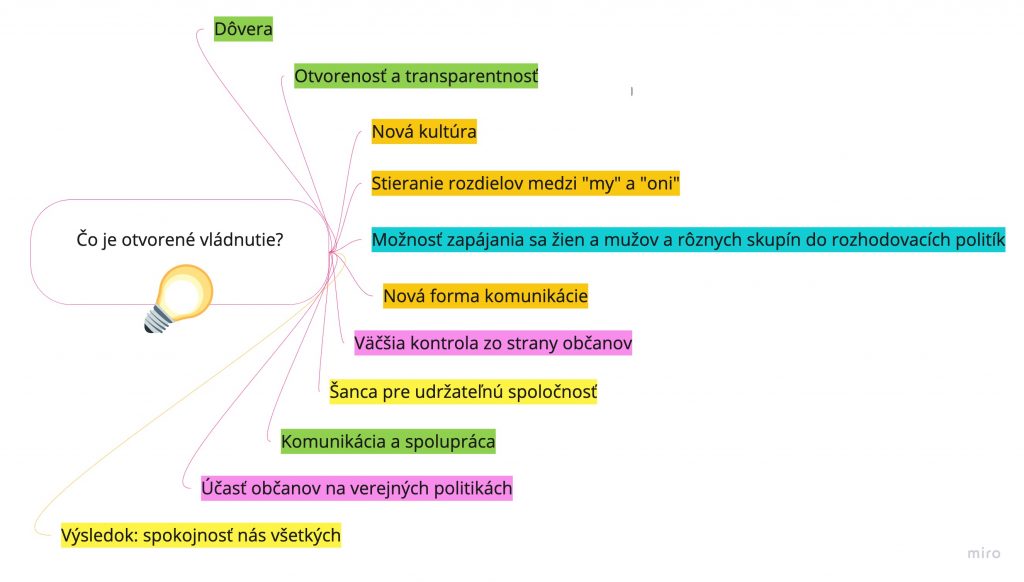 Dôvera
Otvorenosť a transparentnosť
Nová kultúra
Stieranie rozdielov medzi "my" a "oni"
Čo je otvorené vládnutie?
Možnosť zapájania sa žien a mužov a rôznych skupín do rozhodovacích politík
Nová forma komunikácie
Väčšia kontrola zo strany občanov
Šanca pre udržateľnú spoločnosť
Komunikácia a spolupráca
Účasť občanov na verejných politikách
Výsledok: spokojnosť nás všetkých
miro